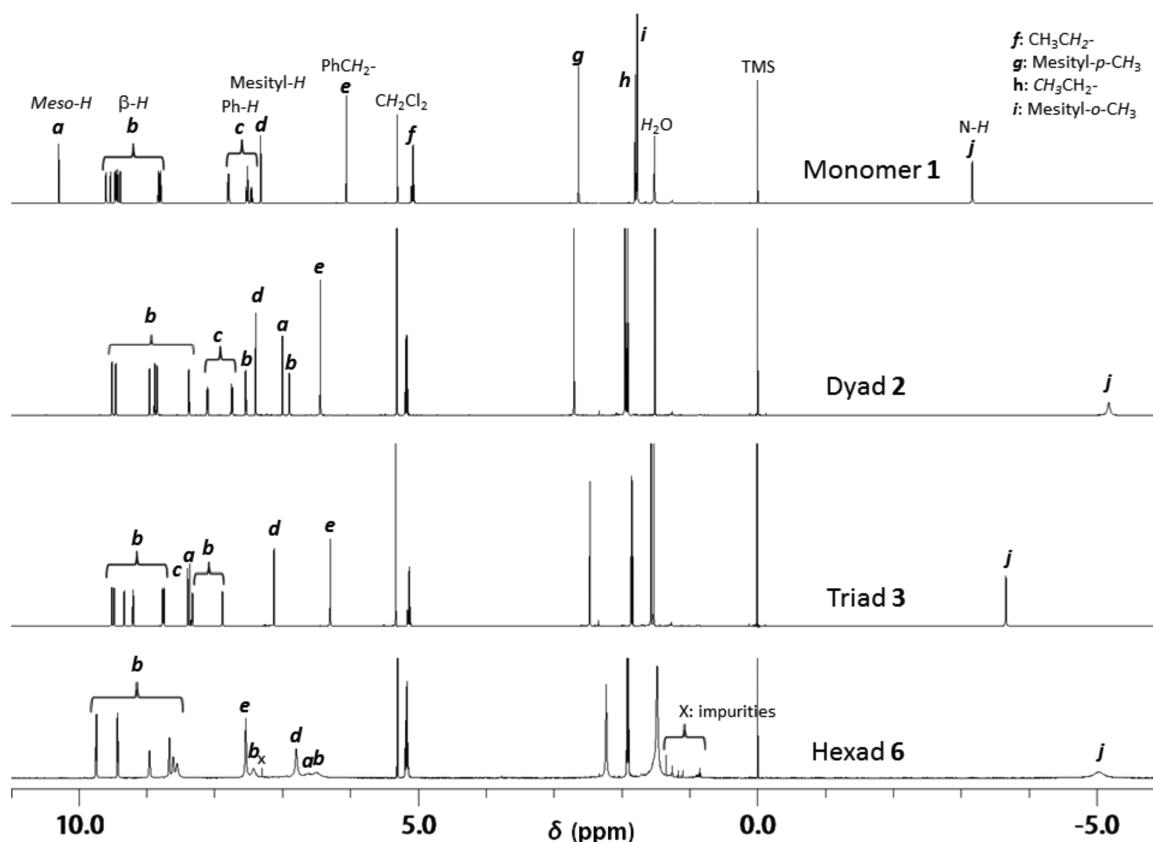 f: CH3CH2-
g: Mesityl-p-CH3
h: CH3CH2-
i: Mesityl-o-CH3
Meso-H
a
β-H
b
Ph-H
c
Mesityl-H
d
PhCH2-
e
CH2Cl2
f
g
h
i
H2O
TMS
N-H
j
Monomer 1
b
c
b
d
a
b
e
j
Dyad 2
b
c
a
b
d
e
j
Triad 3
b
e
b
x
d
a
b
X: impurities
j
Hexad 6
10.0
5.0
δ (ppm)
0.0
-5.0